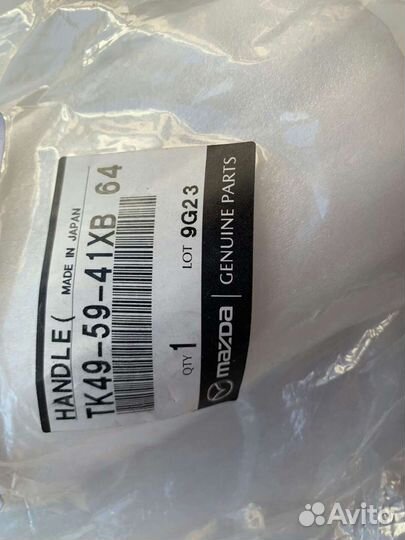 HANDLE( MADE IN JAPAN
TK49-59-41XB 64
QTY 1 LOT 9G23
mazda GENUINE PARTS
Avito